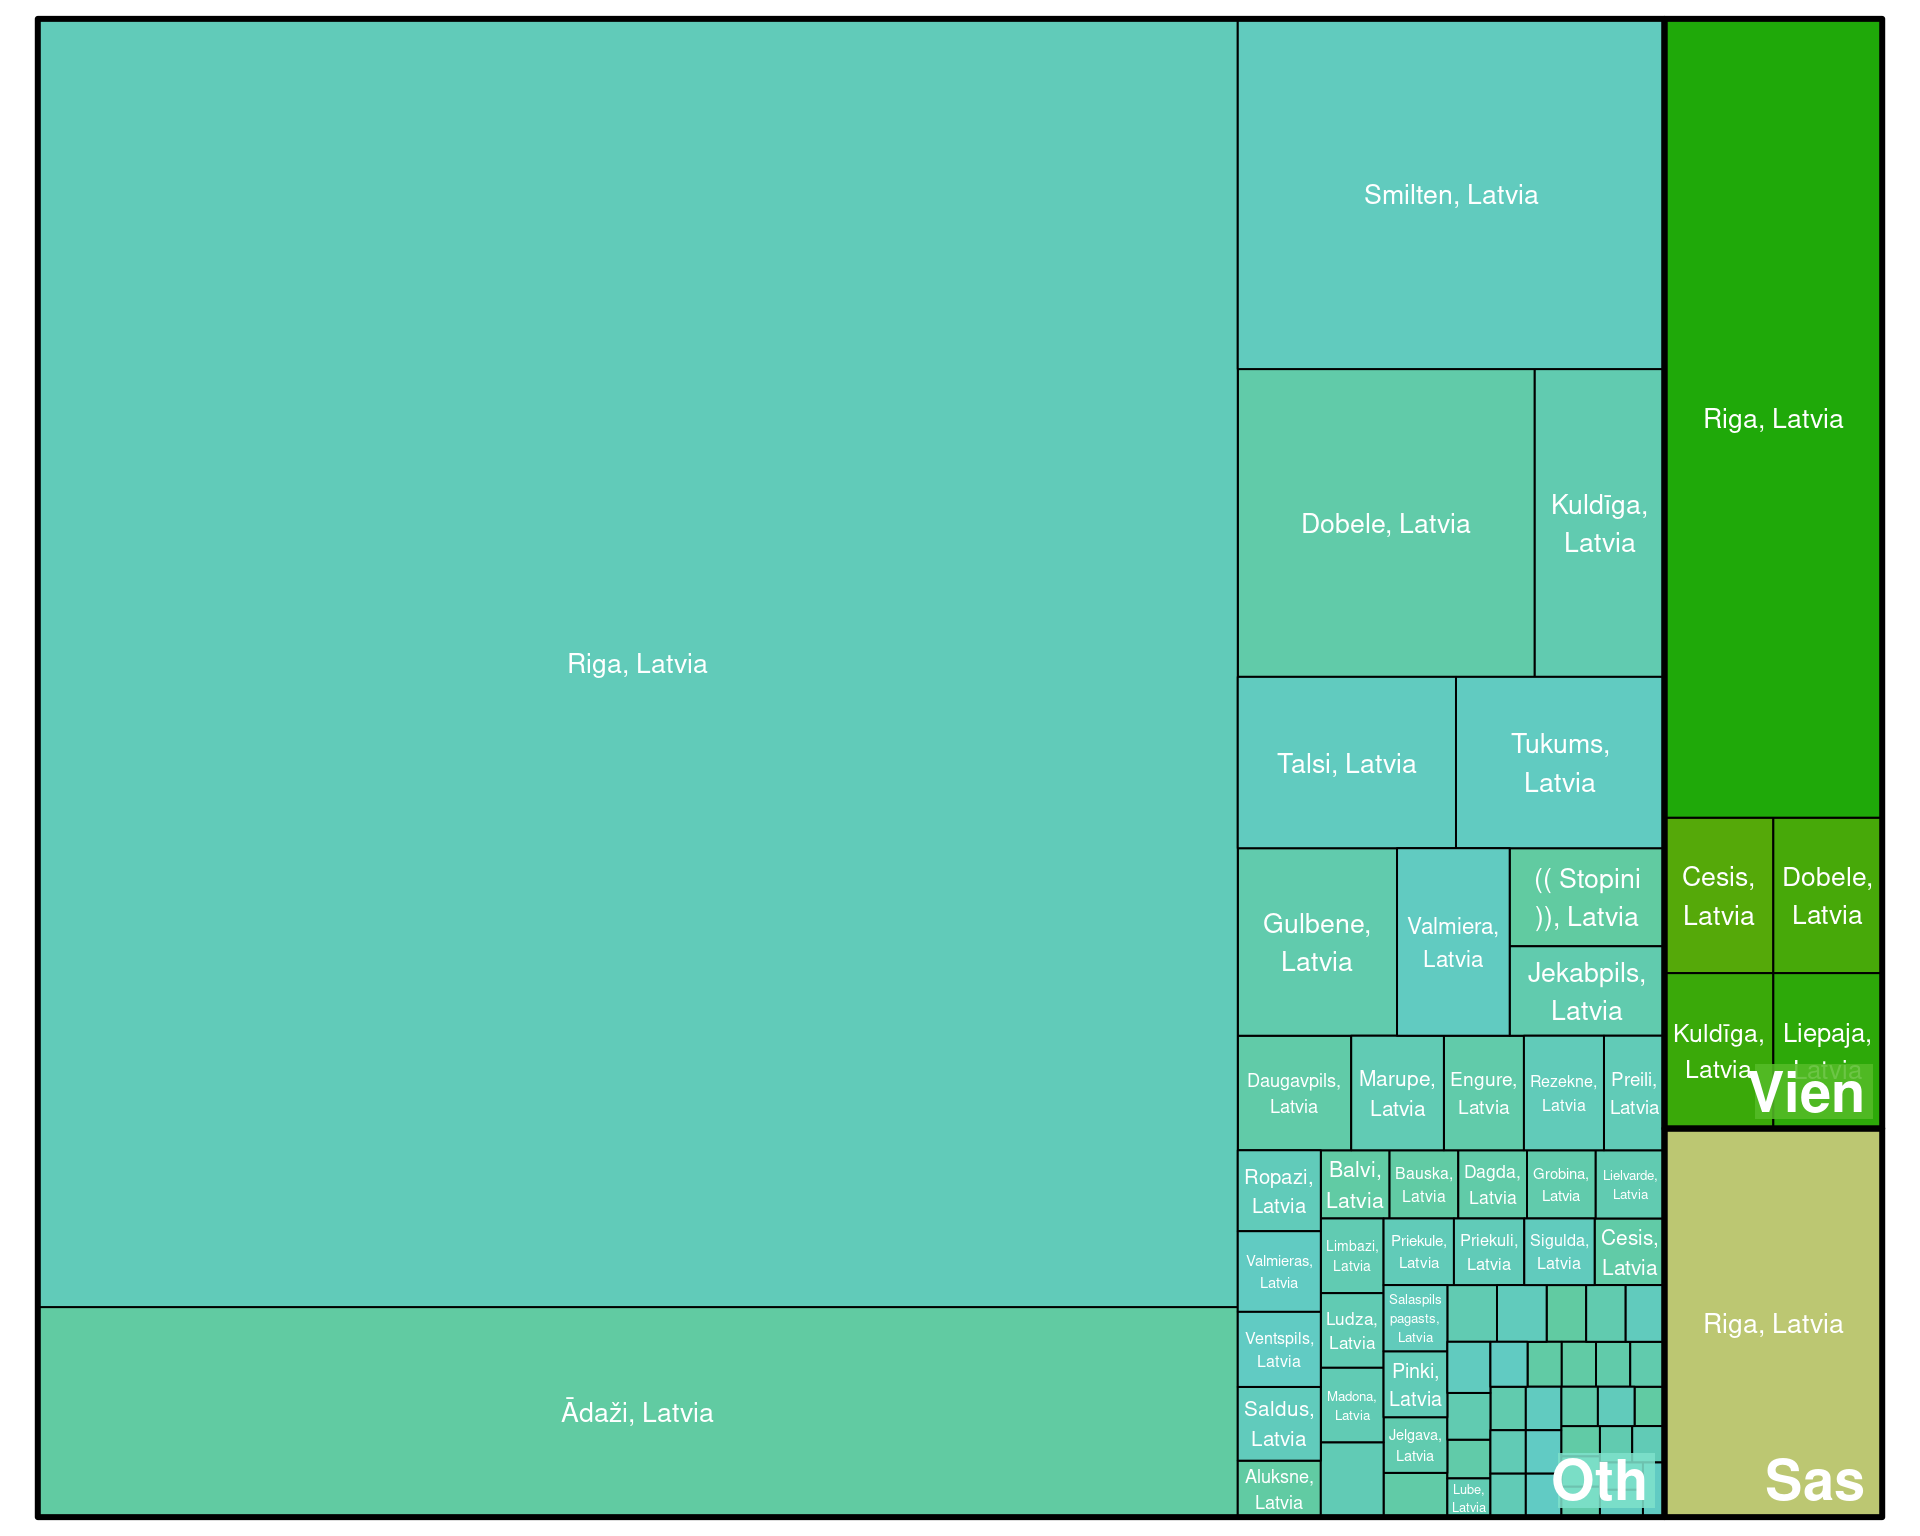 Riga, Latvia
Ādaži, Latvia
Smilten, Latvia
Dobele, Latvia
Kuldīga,
Latvia
Talsi, Latvia
Tukums,
Latvia
Gulbene,
Latvia
Valmiera,
Latvia
(( Stopini
)), Latvia
Jekabpils,
Latvia
Daugavpils,
Latvia
Marupe,
Latvia
Engure,
Latvia
Rezekne,
Latvia
Preili,
Latvia
Ropazi,
Latvia
Valmieras,
Latvia
Ventspils,
Latvia
Saldus,
Latvia
Aluksne,
Latvia
Balvi,
Latvia
Bauska,
Latvia
Dagda,
Latvia
Grobina,
Latvia
Lielvarde,
Latvia
Limbazi,
Latvia
Ludza,
Latvia
Madona,
Latvia
Priekule,
Latvia
Priekuli,
Latvia
Sigulda,
Latvia
Cesis,
Latvia
Salaspils
pagasts,
Latvia
Pinki,
Latvia
Jelgava,
Latvia
Lube,
Latvia
Oth
Riga, Latvia
Cesis,
Latvia
Dobele,
Latvia
Kuldīga,
Latvia
Liepaja,
Latvia
Vien
Riga, Latvia
Sas